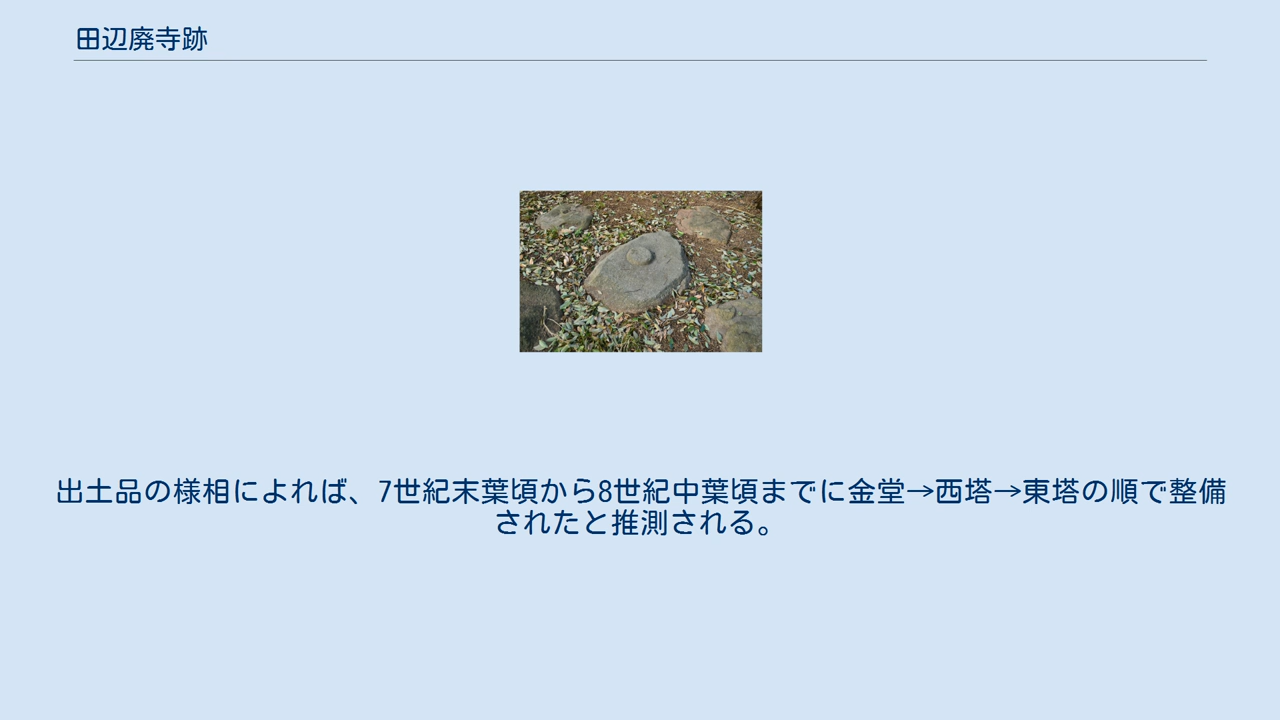 田辺廃寺跡
出土品の様相によれば、7世紀末葉頃から8世紀中葉頃までに金堂→西塔→東塔の順で整備
されたと推測される。